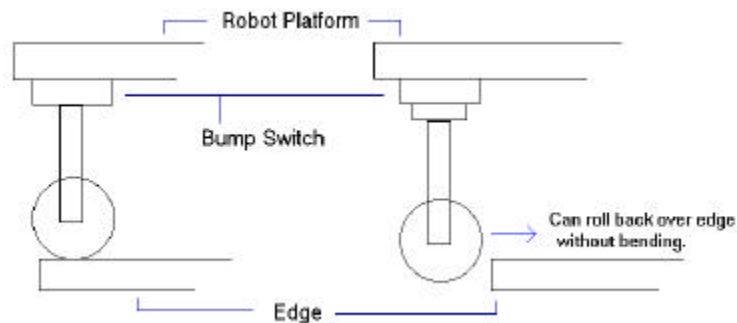 Robot Platform
Bump Switch
Can roll back over edge
without bending.
Edge